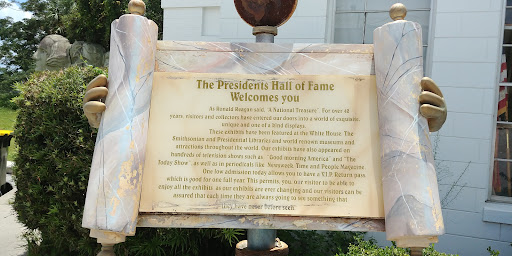 The Presidents Hall of Fame
Welcomes you
As Ronald Reagan said, "A National Treasure". For over 40
years, visitors and collectors have entered our doors into a world of exquisite,
unique and one of a kind displays.
These exhibits have been featured at the White House, The
Smithsonian and Presidential Libraries and world renown museums and
attractions throughout the world. Our exhibits have also appeared on
hundreds of television shows such as, "Good morning America" and "The
Today Show", as well as in periodicals like Newsweek, Time and People Magazine
One low admission today allows you to have a V.I.P. Return pass
which is good for one full year. This permits, you, our visitor to be able to
enjoy all the exhibits, as our exhibits are ever changing and our visitors can be
assured that each time they are always going to see something that
they have never before seen.